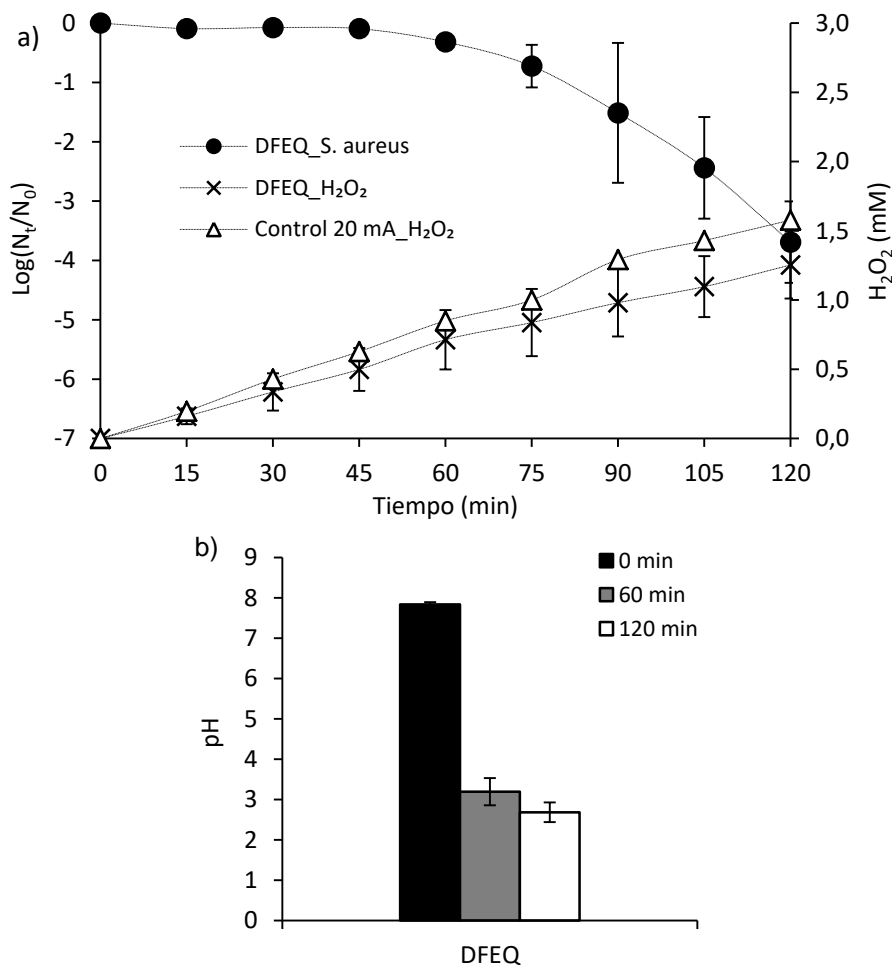 a)
0
-1
-2
-3
-4
-5
-6
-7
Log(Nₜ/N₀)
DFEQ_S. aureus
DFEQ_H₂O₂
Control 20 mA_H₂O₂
3,0
2,5
2,0
1,5
1,0
0,5
0,0
H₂O₂ (mM)
0 15 30 45 60 75 90 105 120
Tiempo (min)
b)
9
8
7
6
5
4
3
2
1
0
pH
0 min
60 min
120 min
DFEQ